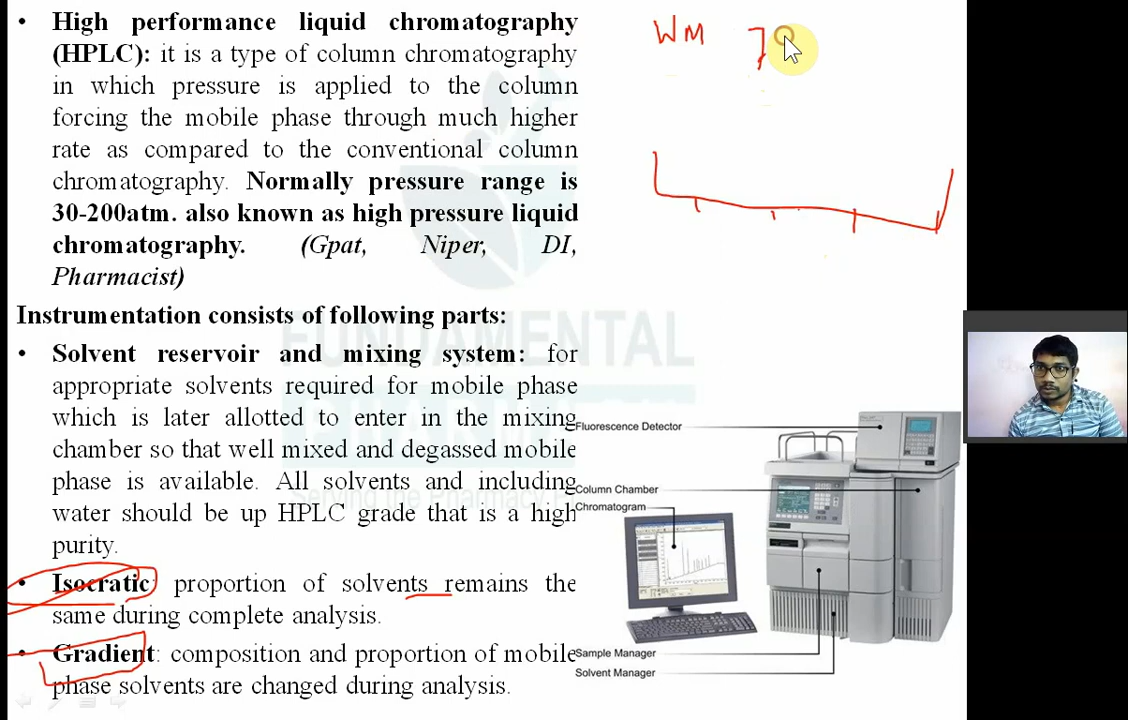 • High performance liquid chromatography
(HPLC): it is a type of column chromatography
in which pressure is applied to the column
forcing the mobile phase through much higher
rate as compared to the conventional column
chromatography. Normally pressure range is
30-200atm. also known as high pressure liquid
chromatography. (Gpat, Niper, DI,
Pharmacist)
Instrumentation consists of following parts:
• Solvent reservoir and mixing system: for
appropriate solvents required for mobile phase
which is later allotted to enter in the mixing
chamber so that well mixed and degassed mobile
phase is available. All solvents and including
water should be up HPLC grade that is a high
purity.
• Isocratic: proportion of solvents remains the
same during complete analysis.
• Gradient: composition and proportion of mobile
phase solvents are changed during analysis.
WM 7
Fluorescence Detector
Column Chamber
Chromatogram
Sample Manager
Solvent Manager
FUNDAMENTAL
Serving the Pharmacy